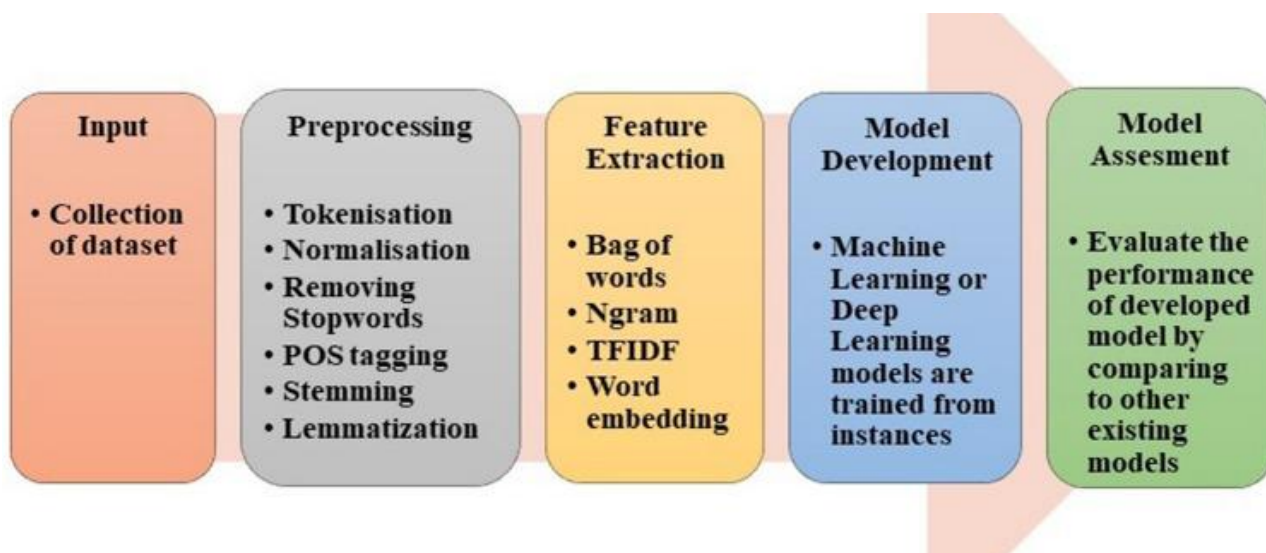 Input
• Collection
of dataset
Preprocessing
• Tokenisation
• Normalisation
• Removing
Stopwords
• POS tagging
• Stemming
• Lemmatization
Feature
Extraction
• Bag of
words
• Ngram
• TFIDF
• Word
embedding
Model
Development
• Machine
Learning or
Deep
Learning
models are
trained from
instances
Model
Assesment
• Evaluate the
performance
of developed
model by
comparing
to other
existing
models